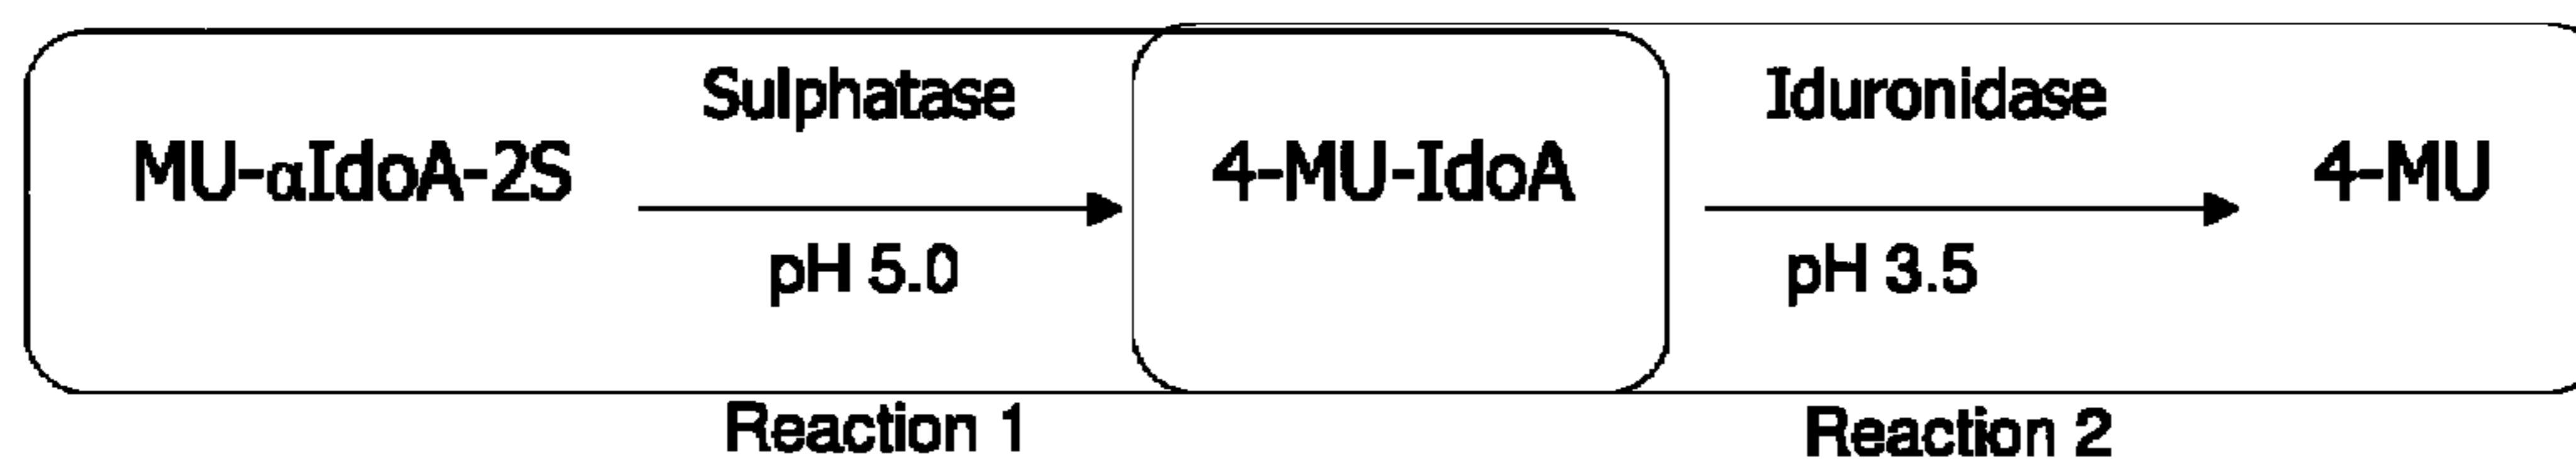 Sulphatase
MU-αIdoA-2S
pH 5.0
4-MU-IdoA
Iduronidase
pH 3.5
4-MU
Reaction 1
Reaction 2